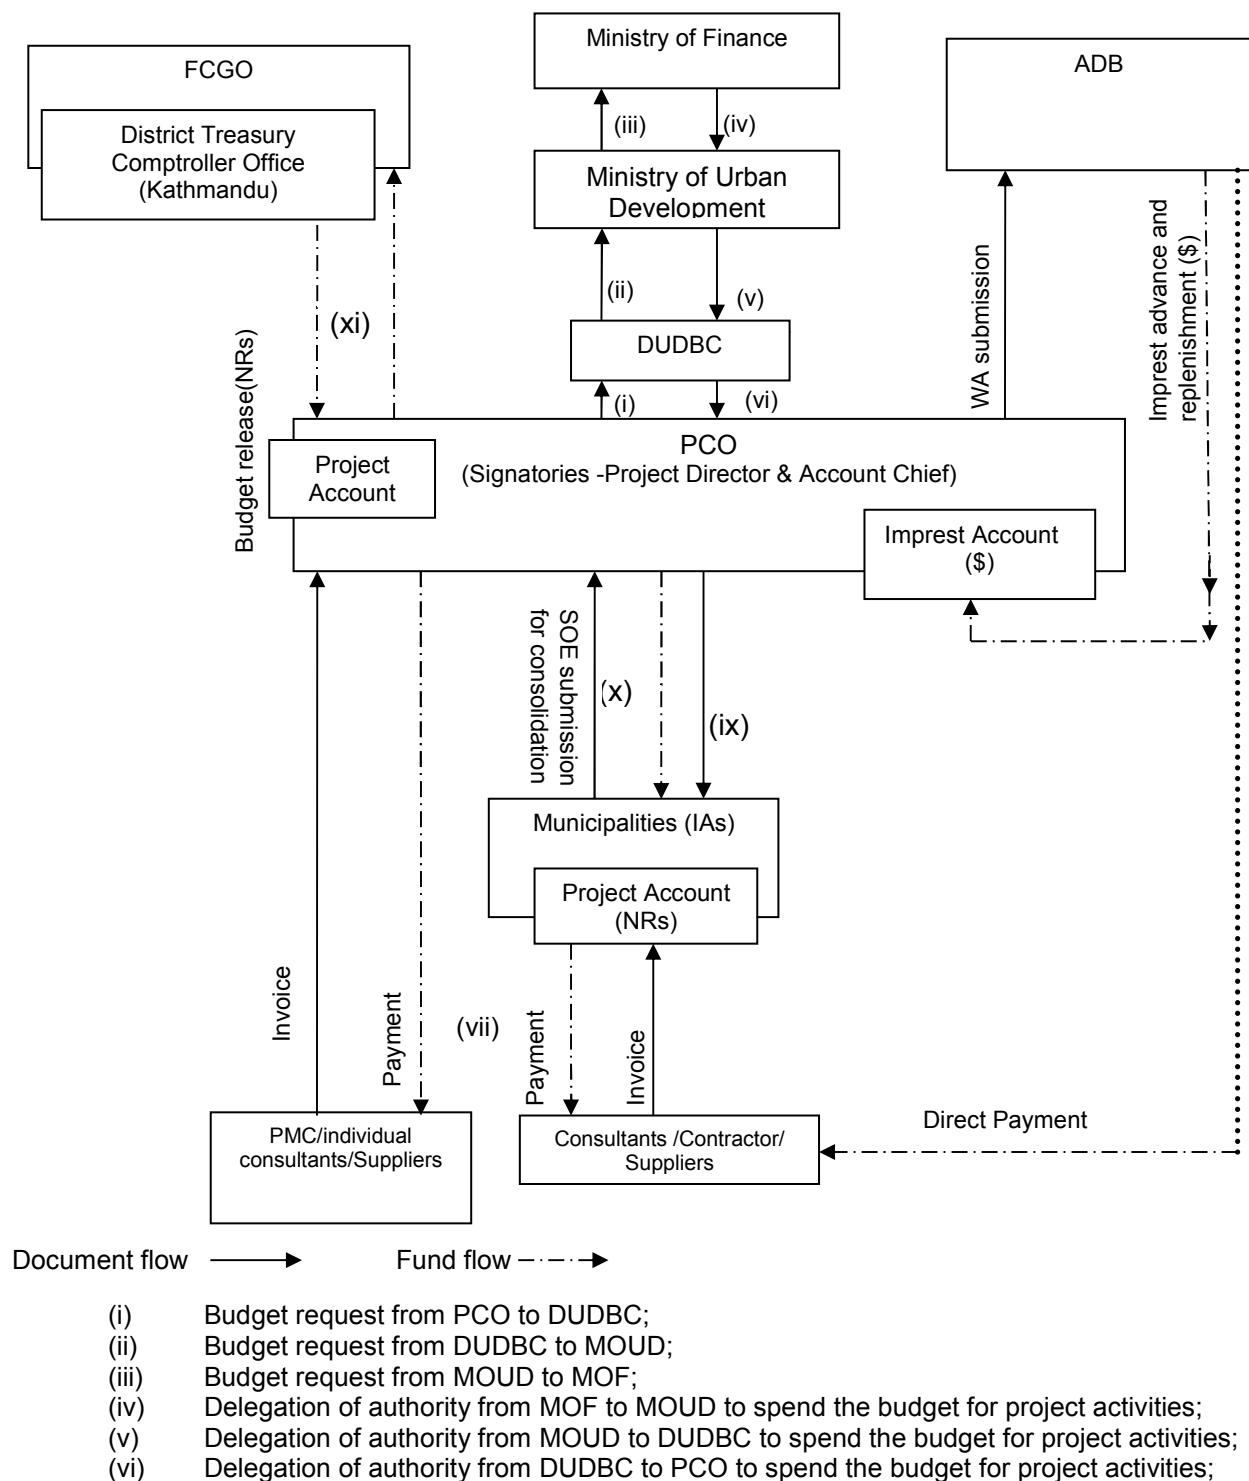 Ministry of Finance
FCGO
ADB
District Treasury
Comptroller Office
(Kathmandu)
(iii)
(iv)
Ministry of Urban
Development
(ii)
(v)
WA submission
Imprest advance and
replenishment ($)
Budget release(NRs)
(xi)
DUDBC
(i)
(vi)
PCO
(Signatories -Project Director & Account Chief)
Project
Account
Imprest Account
($)
SOE submission
for consolidation
(x)
(ix)
Municipalities (IAs)
Project Account
(NRs)
Invoice
Payment
(vii)
Payment
Invoice
Direct Payment
PMC/individual
consultants/Suppliers
Consultants /Contractor/
Suppliers
Document flow
Fund flow
(i) Budget request from PCO to DUDBC;
(ii) Budget request from DUDBC to MOUD;
(iii) Budget request from MOUD to MOF;
(iv) Delegation of authority from MOF to MOUD to spend the budget for project activities;
(v) Delegation of authority from MOUD to DUDBC to spend the budget for project activities;
(vi) Delegation of authority from DUDBC to PCO to spend the budget for project activities;